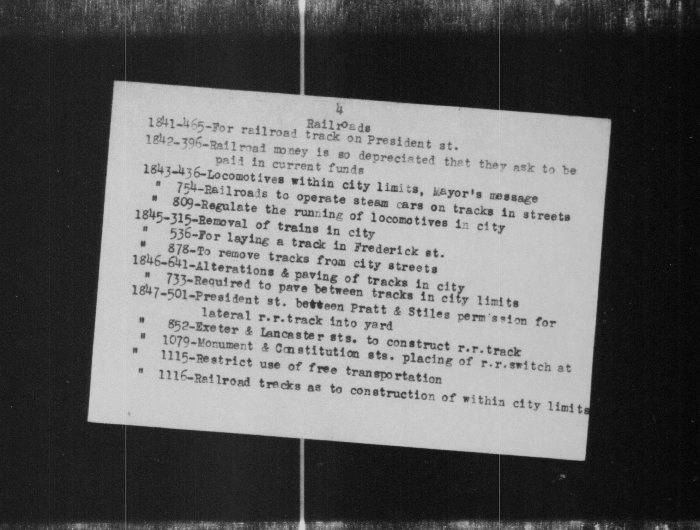 4
Railroads
1841-465-For railroad track on President st.
1842-396-Railroad money is so depreciated that they ask to be
paid in current funds
1843-436-Locomotives within city limits, Mayor's message
" 754-Railroads to operate steam cars on tracks in streets
" 809-Regulate the running of locomotives in city
1845-315-Removal of trains in city
" 536-For laying a track in Frederick st.
" 878-To remove tracks from city streets
1846-641-Alterations & paving of tracks in city
" 733-Required to pave between tracks in city limits
1847-501-President st. between Pratt & Stiles permission for
lateral r.r.track into yard
" 852-Exeter & Lancaster sts. to construct r.r.track
" 1079-Monument & Constitution sts. placing of r.r.switch at
" 1115-Restrict use of free transportation
" 1116-Railroad tracks as to construction of within city limits